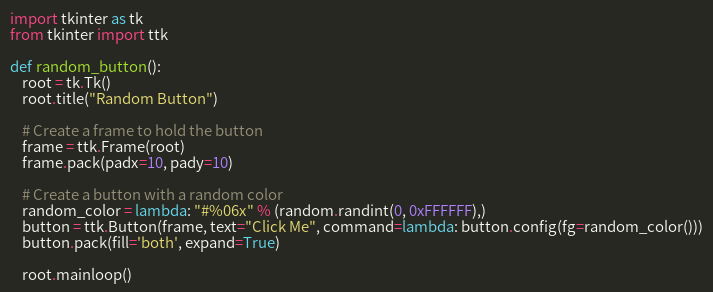 import tkinter as tk
from tkinter import ttk

def random_button():
    root = tk.Tk()
    root.title("Random Button")

    # Create a frame to hold the button
    frame = ttk.Frame(root)
    frame.pack(padx=10, pady=10)

    # Create a button with a random color
    random_color = lambda: "#%06x" % (random.randint(0, 0xFFFFFF),)
    button = ttk.Button(frame, text="Click Me", command=lambda: button.config(fg=random_color()))
    button.pack(fill='both', expand=True)

    root.mainloop()